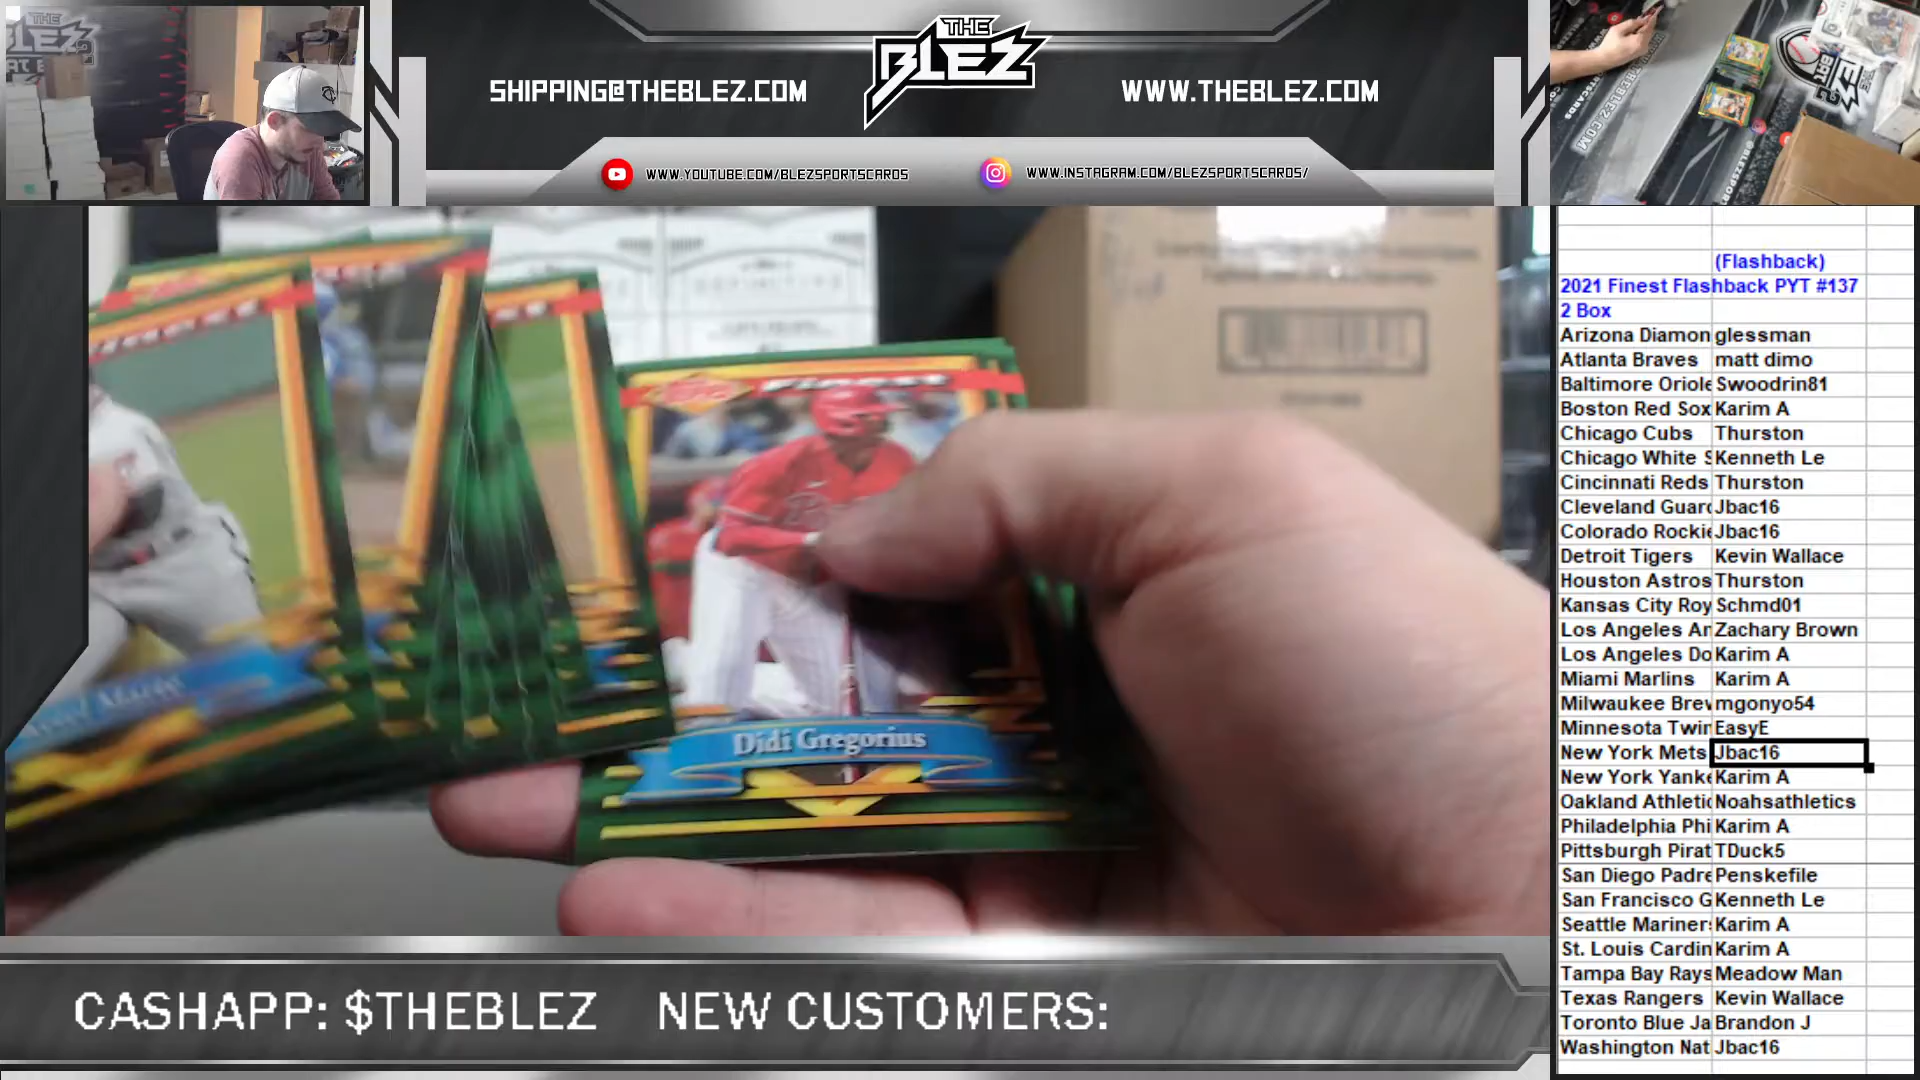 THE
BLEZ
SHIPPING@THEBLEZ.COM
WWW.THEBLEZ.COM
WWW.YOUTUBE.COM/BLEZSPORTSCARDS
WWW.INSTAGRAM.COM/BLEZSPORTSCARDS/
(Flashback)
2021 Finest Flashback PYT #137
2 Box
Arizona Diamon glessman
Atlanta Braves matt dimo
Baltimore Oriole Swoodrin81
Boston Red Sox Karim A
Chicago Cubs Thurston
Chicago White S Kenneth Le
Cincinnati Reds Thurston
Cleveland Guard Jbac16
Colorado Rockie Jbac16
Detroit Tigers Kevin Wallace
Houston Astros Thurston
Kansas City Roy Schmd01
Los Angeles An Zachary Brown
Los Angeles Do Karim A
Miami Marlins Karim A
Milwaukee Brew mgonyo54
Minnesota Twin EasyE
New York Mets Jbac16
New York Yanke Karim A
Oakland Athletic Noahsathletics
Philadelphia Phi Karim A
Pittsburgh Pirat TDuck5
San Diego Padre Penskefile
San Francisco G Kenneth Le
Seattle Mariners Karim A
St. Louis Cardin Karim A
Tampa Bay Rays Meadow Man
Texas Rangers Kevin Wallace
Toronto Blue Ja Brandon J
Washington Nat Jbac16
Finest
Didi Gregorius
CASHAPP: $THEBLEZ NEW CUSTOMERS: